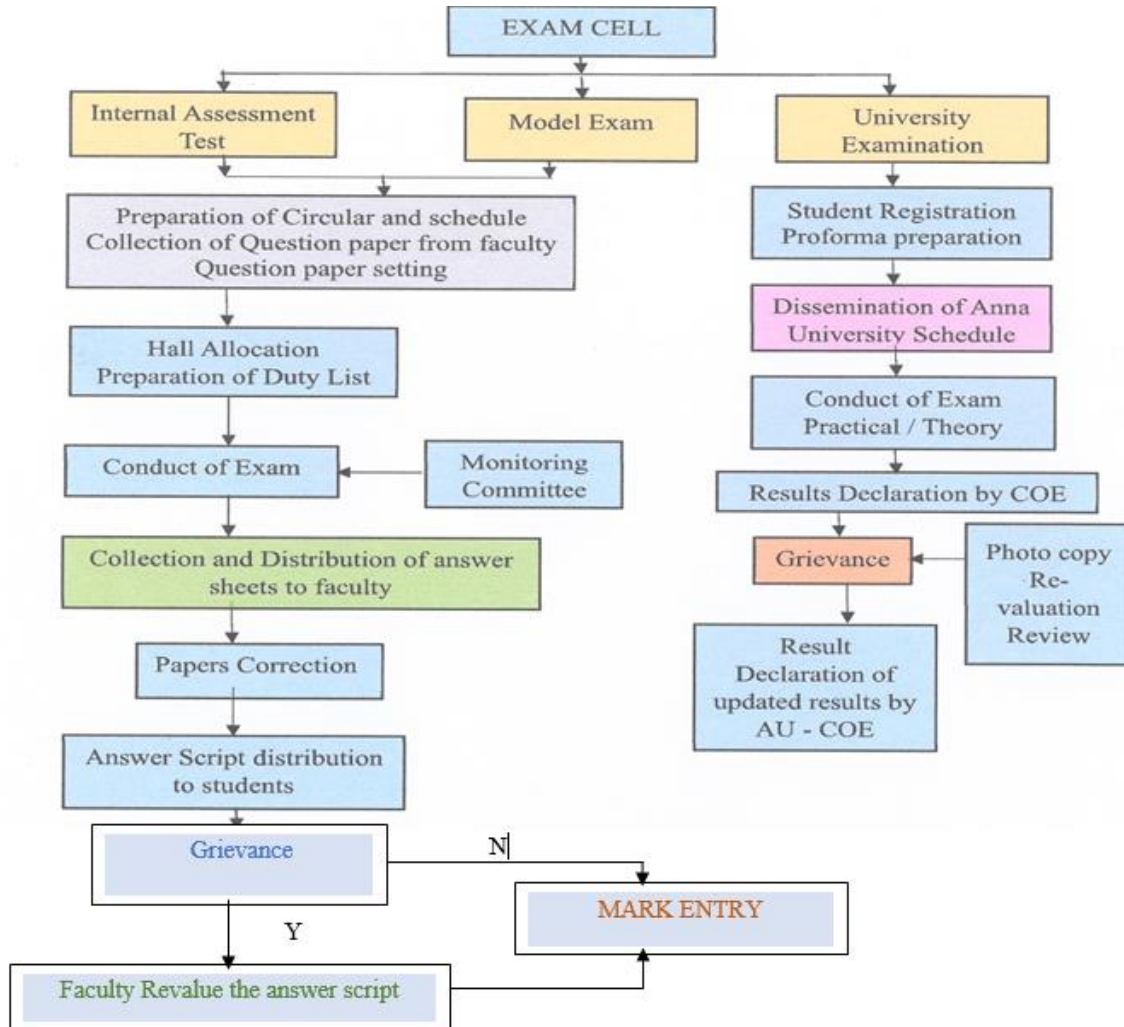 EXAM CELL
Internal Assessment
Test
Model Exam
University
Examination
Preparation of Circular and schedule
Collection of Question paper from faculty
Question paper setting
Student Registration
Proforma preparation
Dissemination of Anna
University Schedule
Hall Allocation
Preparation of Duty List
Conduct of Exam
Practical / Theory
Conduct of Exam
Monitoring
Committee
Results Declaration by COE
Collection and Distribution of answer
sheets to faculty
Grievance
Photo copy
Re-
valuation
Review
Papers Correction
Result
Declaration of
updated results by
AU - COE
Answer Script distribution
to students
Grievance
N
MARK ENTRY
Y
Faculty Revalue the answer script